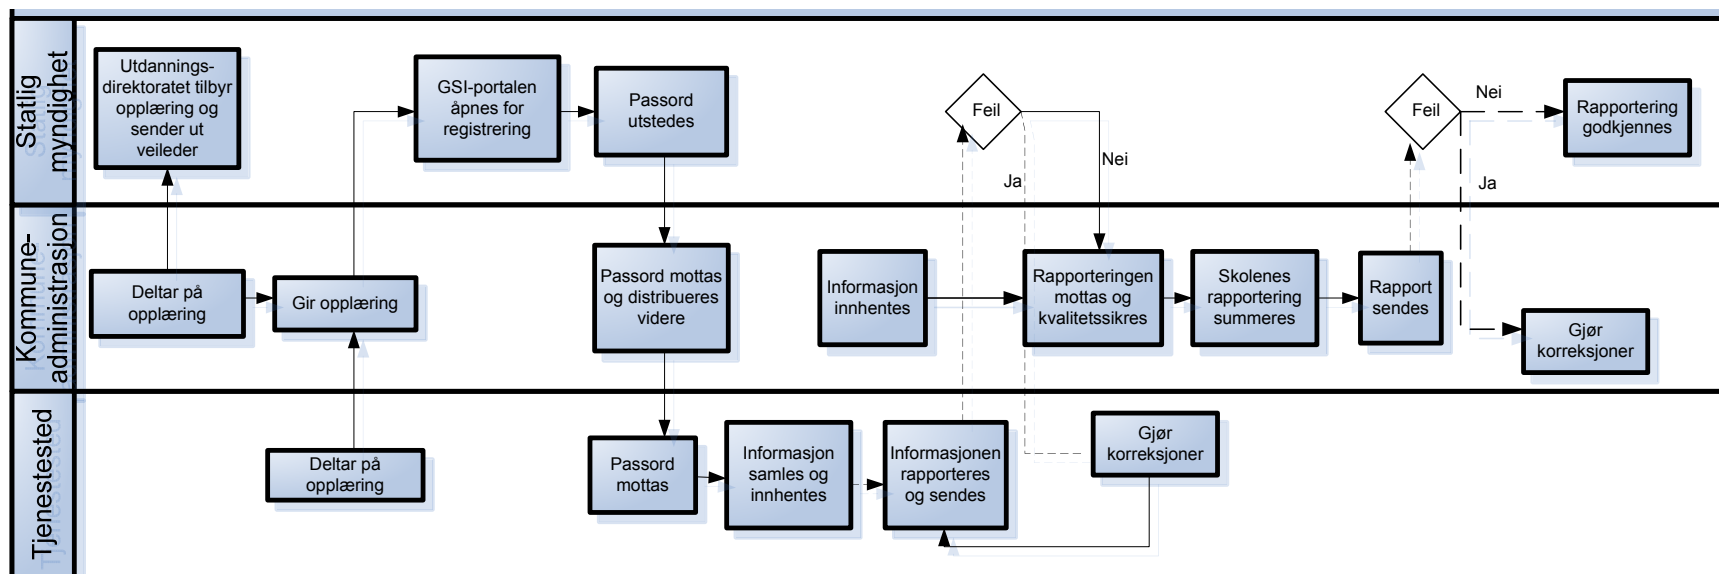 Statlig
myndighet
Utdannings-
direktoratet tilbyr
opplæring og
sender ut
veileder
GSI-portalen
åpnes for
registrering
Passord
utstedes
Feil
Nei
Ja
Feil
Nei
Ja
Rapportering
godkjennes
Kommune-
administrasjon
Deltar på
opplæring
Gir opplæring
Passord mottas
og distribueres
videre
Informasjon
innhentes
Rapporteringen
mottas og
kvalitetssikres
Skolenes
rapportering
summeres
Rapport
sendes
Gjør
korreksjoner
Tjenestested
Deltar på
opplæring
Passord
mottas
Informasjon
samles og
innhentes
Informasjonen
rapporteres
og sendes
Gjør
korreksjoner